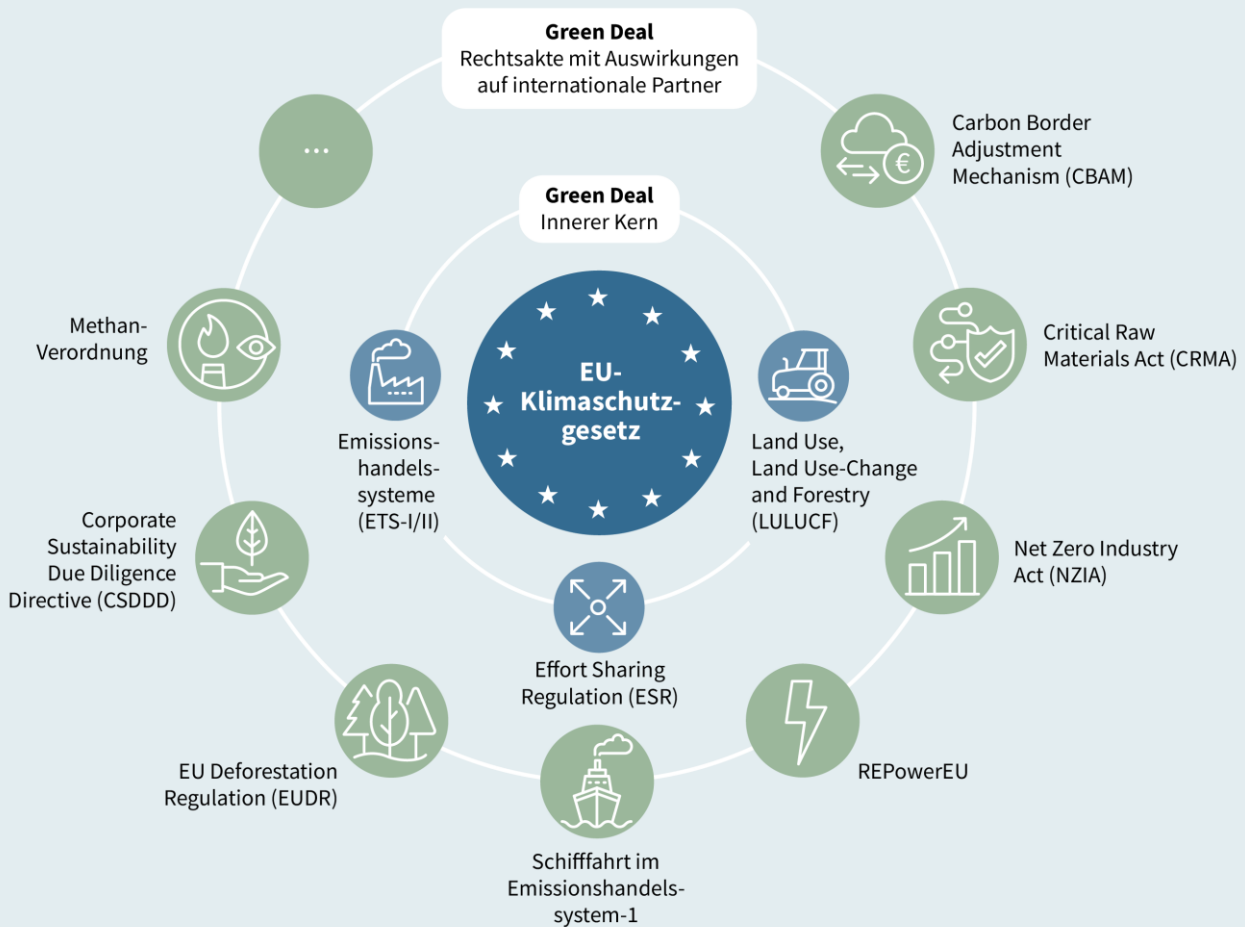 Green Deal
Rechtsakte mit Auswirkungen
auf internationale Partner
...
Carbon Border
Adjustment
Mechanism (CBAM)
€
Green Deal
Innerer Kern
Methan-
Verordnung
Critical Raw
Materials Act (CRMA)
EU-
Klimaschutz-
gesetz
Emissions-
handels-
systeme
(ETS-I/II)
Land Use,
Land Use-Change
and Forestry
(LULUCF)
Corporate
Sustainability
Due Diligence
Directive (CSDDD)
Net Zero Industry
Act (NZIA)
Effort Sharing
Regulation (ESR)
EU Deforestation
Regulation (EUDR)
REPowerEU
Schifffahrt im
Emissionshandels-
system-1